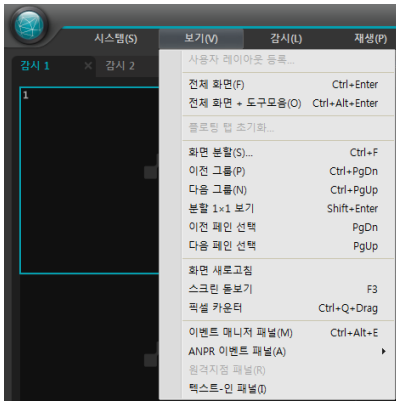 시스템(S) 보기(V) 감시(L) 재생(P)
감시 1 × 감시 2
1
사용자 레이아웃 등록...
전체 화면(F) Ctrl+Enter
전체 화면 + 도구모음(O) Ctrl+Alt+Enter
플로팅 탭 초기화...
화면 분할(S)... Ctrl+F
이전 그룹(P) Ctrl+PgDn
다음 그룹(N) Ctrl+PgUp
분할 1×1 보기 Shift+Enter
이전 페인 선택 PgDn
다음 페인 선택 PgUp
화면 새로고침
스크린 돋보기 F3
픽셀 카운터 Ctrl+Q+Drag
이벤트 매니저 패널(M) Ctrl+Alt+E
ANPR 이벤트 패널(A)
원격지점 패널(R)
텍스트-인 패널(I)